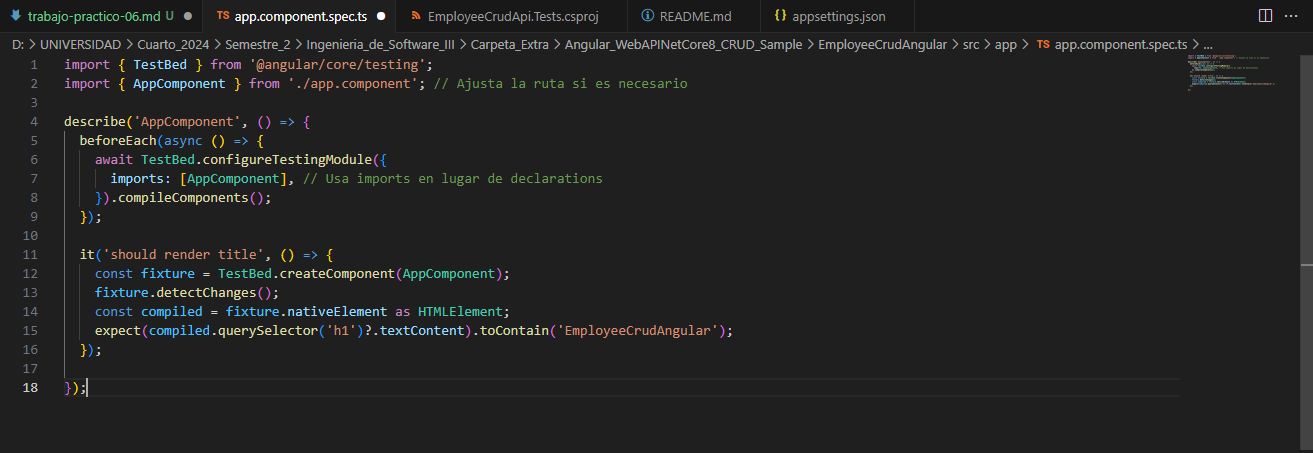 trabajo-practico-06.md U
TS app.component.spec.ts
EmployeeCrudApi.Tests.csproj
README.md
{} appsettings.json
D: > UNIVERSIDAD > Cuarto_2024 > Semestre_2 > Ingenieria_de_Software_III > Carpeta_Extra > Angular_WebAPINetCore8_CRUD_Sample > EmployeeCrudAngular > src > app > TS app.component.spec.ts > ...
1 import { TestBed } from '@angular/core/testing';
2 import { AppComponent } from './app.component'; // Ajusta la ruta si es necesario
3
4 describe('AppComponent', () => {
5 beforeEach(async () => {
6 await TestBed.configureTestingModule({
7 imports: [AppComponent], // Usa imports en lugar de declarations
8 }).compileComponents();
9 });
10
11 it('should render title', () => {
12 const fixture = TestBed.createComponent(AppComponent);
13 fixture.detectChanges();
14 const compiled = fixture.nativeElement as HTMLElement;
15 expect(compiled.querySelector('h1')?.textContent).toContain('EmployeeCrudAngular');
16 });
17
18 });